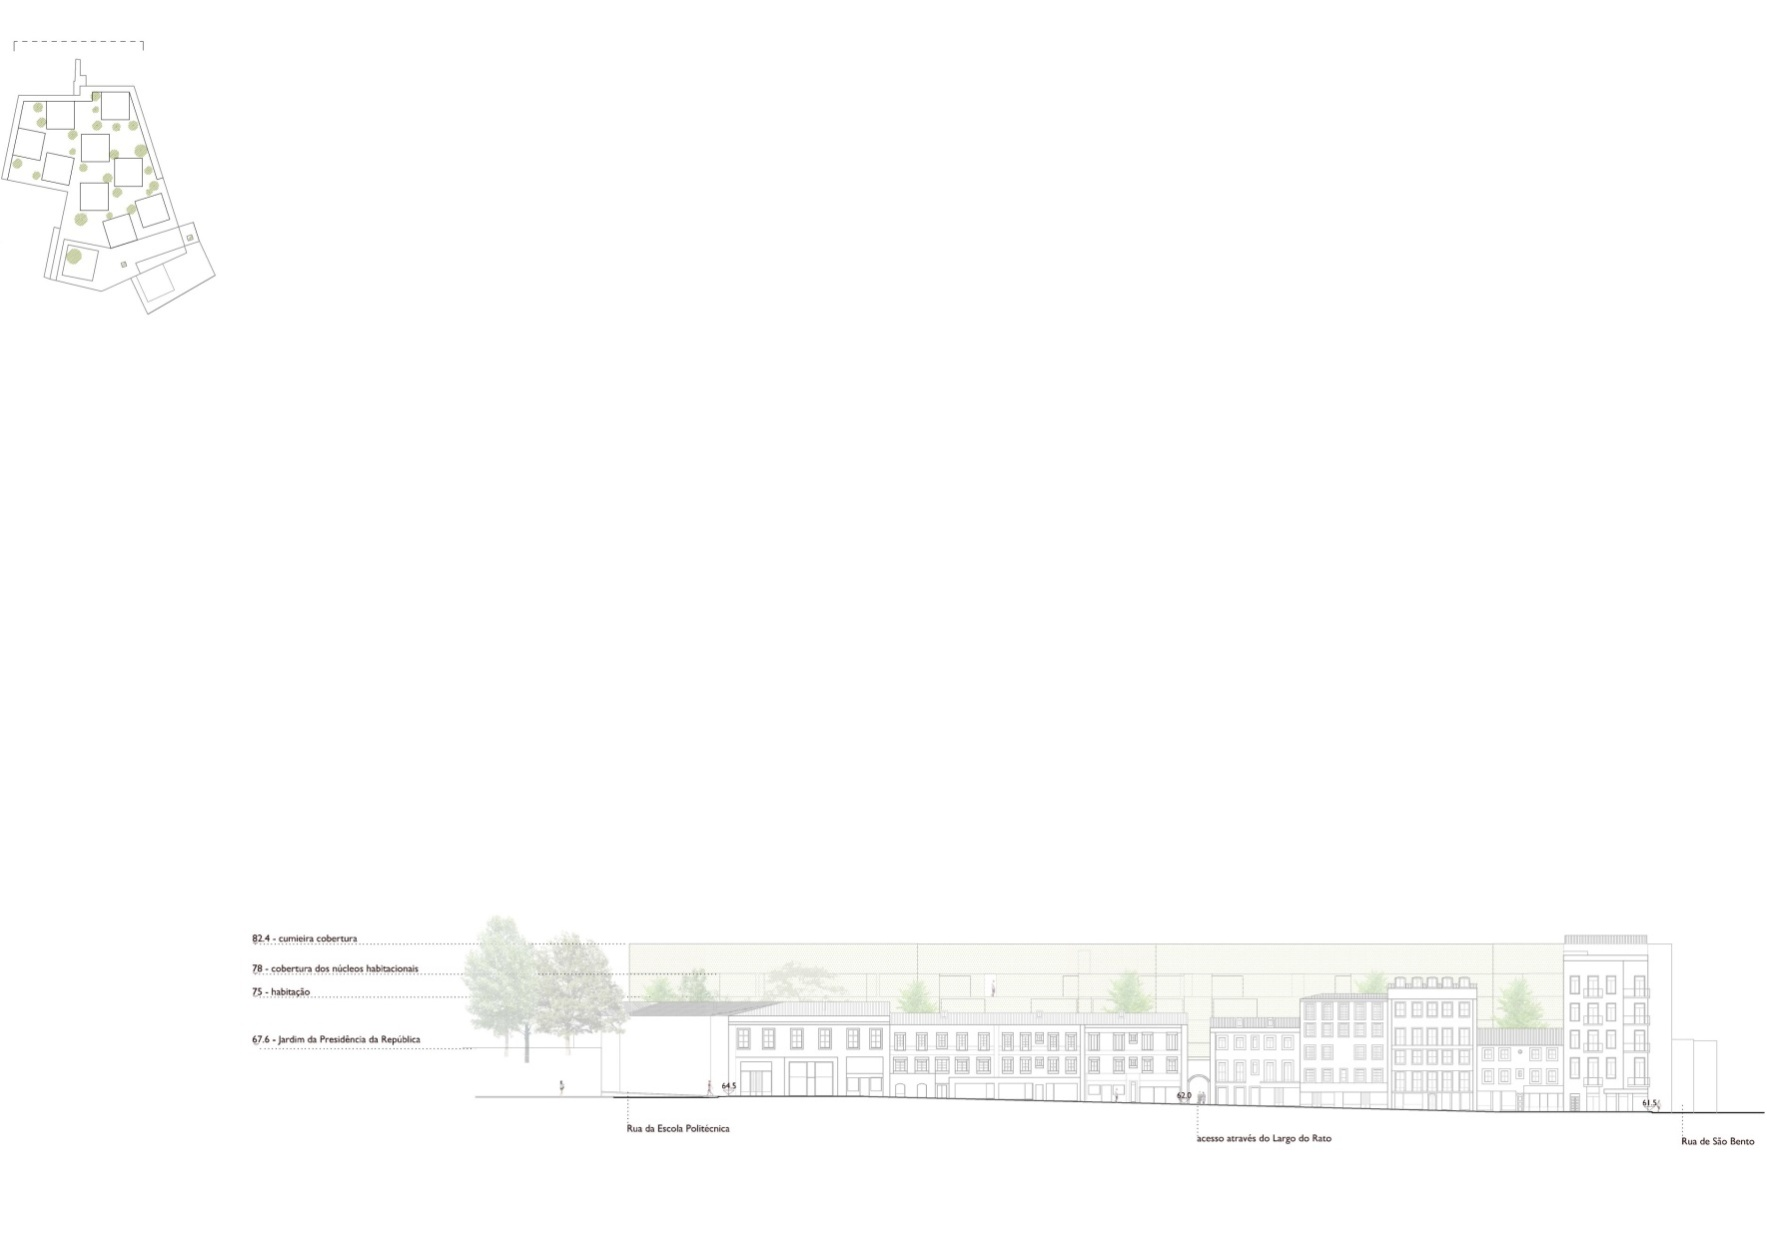 82.4 - cumieira cobertura
78 - cobertura dos núcleos habitacionais
75 - habitação
67.6 - Jardim da Presidência da República
64.5
62.0
61.5
Rua da Escola Politécnica
acesso através do Largo do Rato
Rua de São Bento